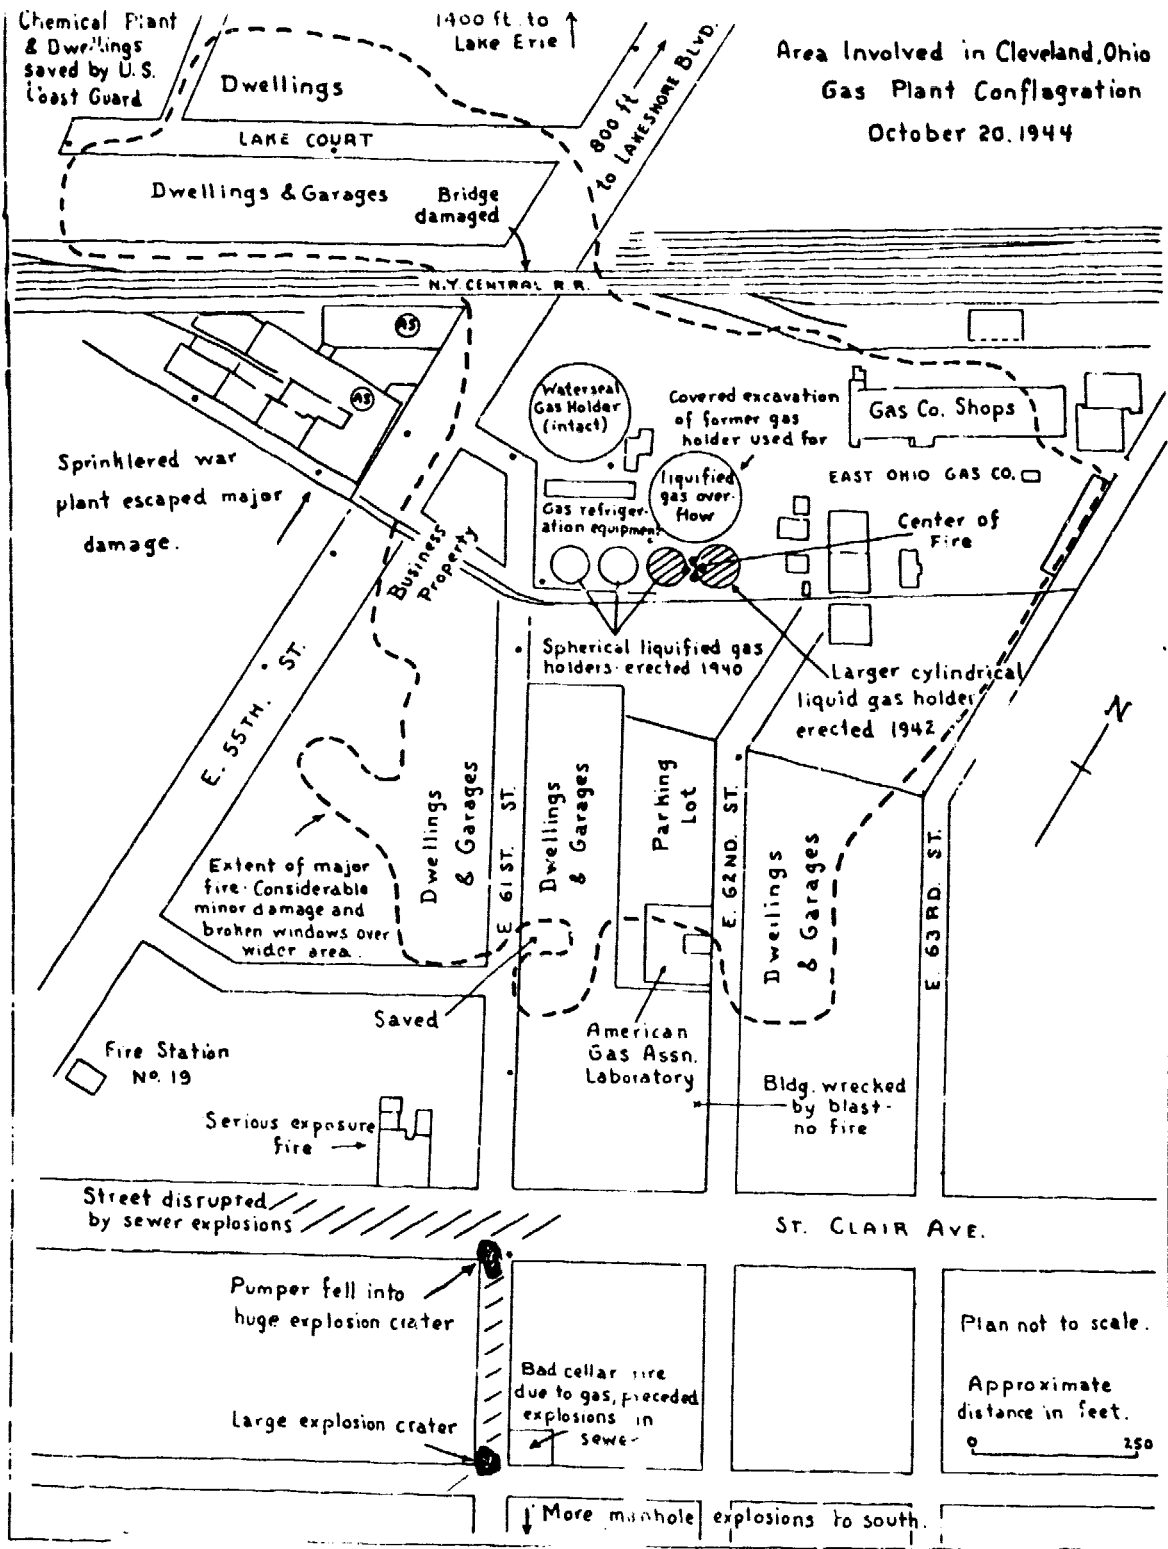 Chemical Plant
& Dwellings
saved by U.S.
Coast Guard
1400 ft. to
Lake Erie
Area Involved in Cleveland, Ohio
Gas Plant Conflagration
October 20. 1944
Dwellings
800 ft
to LAKESHORE BLVD.
LAKE COURT
Dwellings & Garages
Bridge
damaged
N.Y. CENTRAL R.R.
AS
AS
Waterseal
Gas Holder
(intact)
Covered excavation
of former gas
holder used for
Gas Co. Shops
liquified
gas over-
flow
EAST OHIO GAS CO.
Sprinklered war
plant escaped major
damage.
Gas refriger-
ation equipment
Center of
Fire
Business
Property
Spherical liquified gas
holders-erected 1940
Larger cylindrical
liquid gas holder
erected 1942
N
E. 55TH. ST.
Dwellings
& Garages
E 61 ST. ST.
Dwellings
& Garages
Parking
Lot
E. 62ND. ST.
Dwellings
& Garages
E 63RD. ST.
Extent of major
fire. Considerable
minor damage and
broken windows over
wider area.
Saved
American
Gas Assn.
Laboratory
Fire Station
No. 19
Bldg. wrecked
by blast-
no fire
Serious exposure
fire
Street disrupted
by sewer explosions
ST. CLAIR AVE.
Pumper fell into
huge explosion crater
Plan not to scale.
Bad cellar fire
due to gas, preceded
explosions in
sewer
Approximate
distance in feet.
0 250
Large explosion crater
More manhole explosions to south.